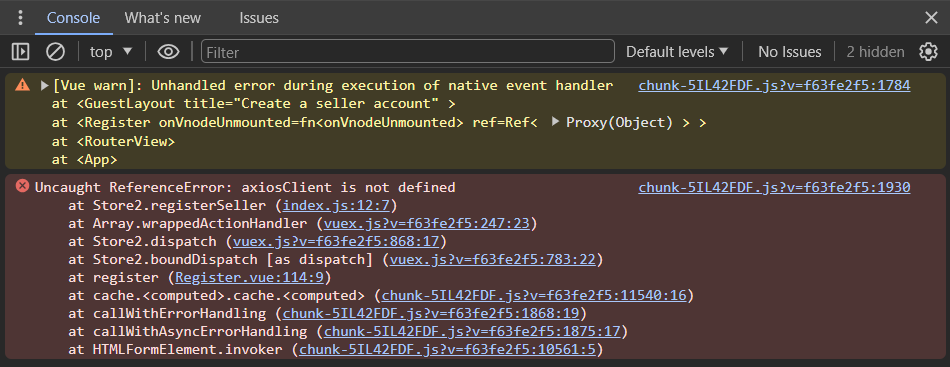 Console What's new Issues
top Filter Default levels No Issues 2 hidden
[Vue warn]: Unhandled error during execution of native event handler chunk-5IL42FDF.js?v=f63fe2f5:1784
at <GuestLayout title="Create a seller account" >
at <Register onVnodeUnmounted=fn<onVnodeUnmounted> ref=Ref< Proxy(Object) > >
at <RouterView>
at <App>
Uncaught ReferenceError: axiosClient is not defined chunk-5IL42FDF.js?v=f63fe2f5:1930
at Store2.registerSeller (index.js:12:7)
at Array.wrappedActionHandler (vuex.js?v=f63fe2f5:247:23)
at Store2.dispatch (vuex.js?v=f63fe2f5:868:17)
at Store2.boundDispatch [as dispatch] (vuex.js?v=f63fe2f5:783:22)
at register (Register.vue:114:9)
at cache.<computed>.cache.<computed> (chunk-5IL42FDF.js?v=f63fe2f5:11540:16)
at callWithErrorHandling (chunk-5IL42FDF.js?v=f63fe2f5:1868:19)
at callWithAsyncErrorHandling (chunk-5IL42FDF.js?v=f63fe2f5:1875:17)
at HTMLFormElement.invoker (chunk-5IL42FDF.js?v=f63fe2f5:10561:5)